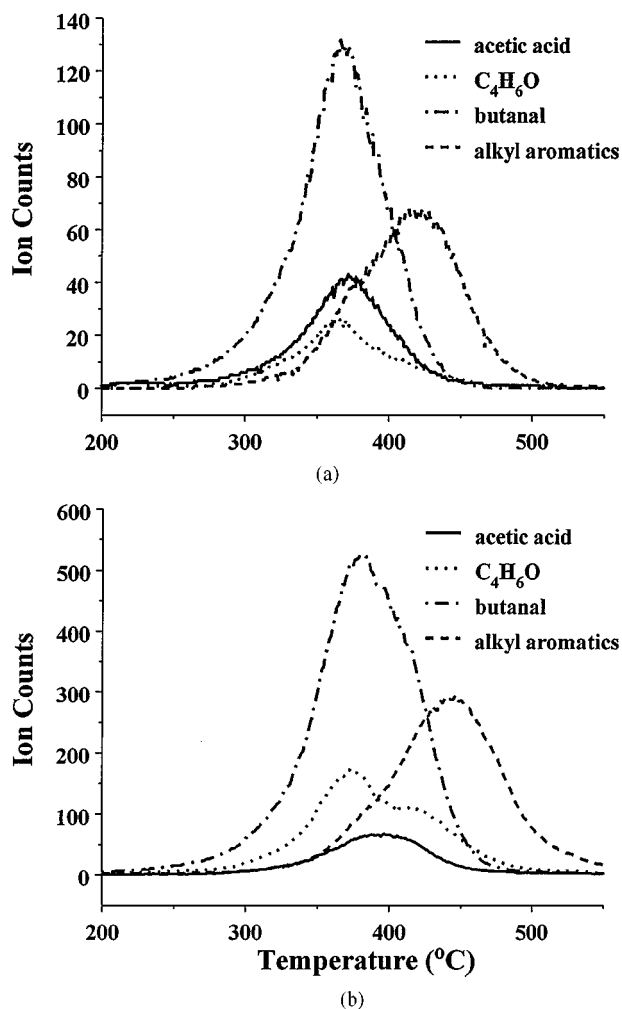 140
120
100
80
60
40
20
0
Ion Counts
acetic acid
C₄H₆O
butanal
alkyl aromatics
200 300 400 500
(a)
600
500
400
300
200
100
0
Ion Counts
acetic acid
C₄H₆O
butanal
alkyl aromatics
200 300 400 500
Temperature (°C)
(b)